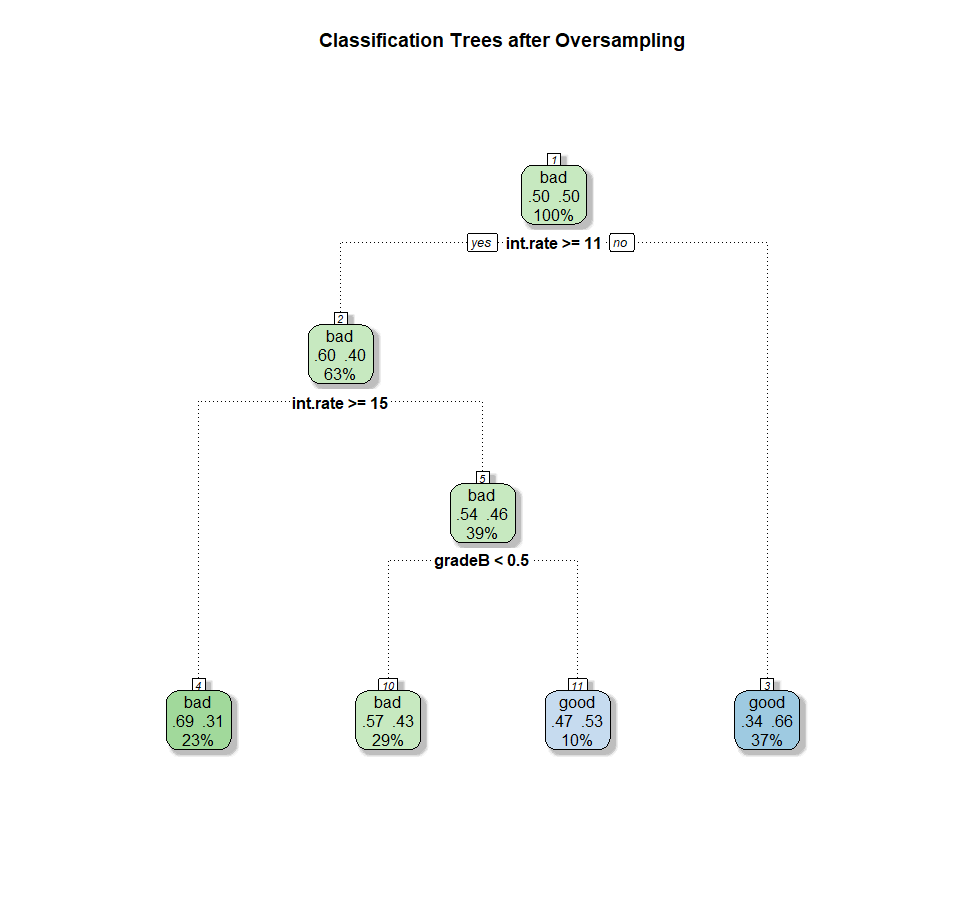 Classification Trees after Oversampling
1
bad
.50 .50
100%
yes int.rate >= 11 no
2
bad
.60 .40
63%
int.rate >= 15
5
bad
.54 .46
39%
gradeB < 0.5
4
bad
.69 .31
23%
10
bad
.57 .43
29%
11
good
.47 .53
10%
3
good
.34 .66
37%